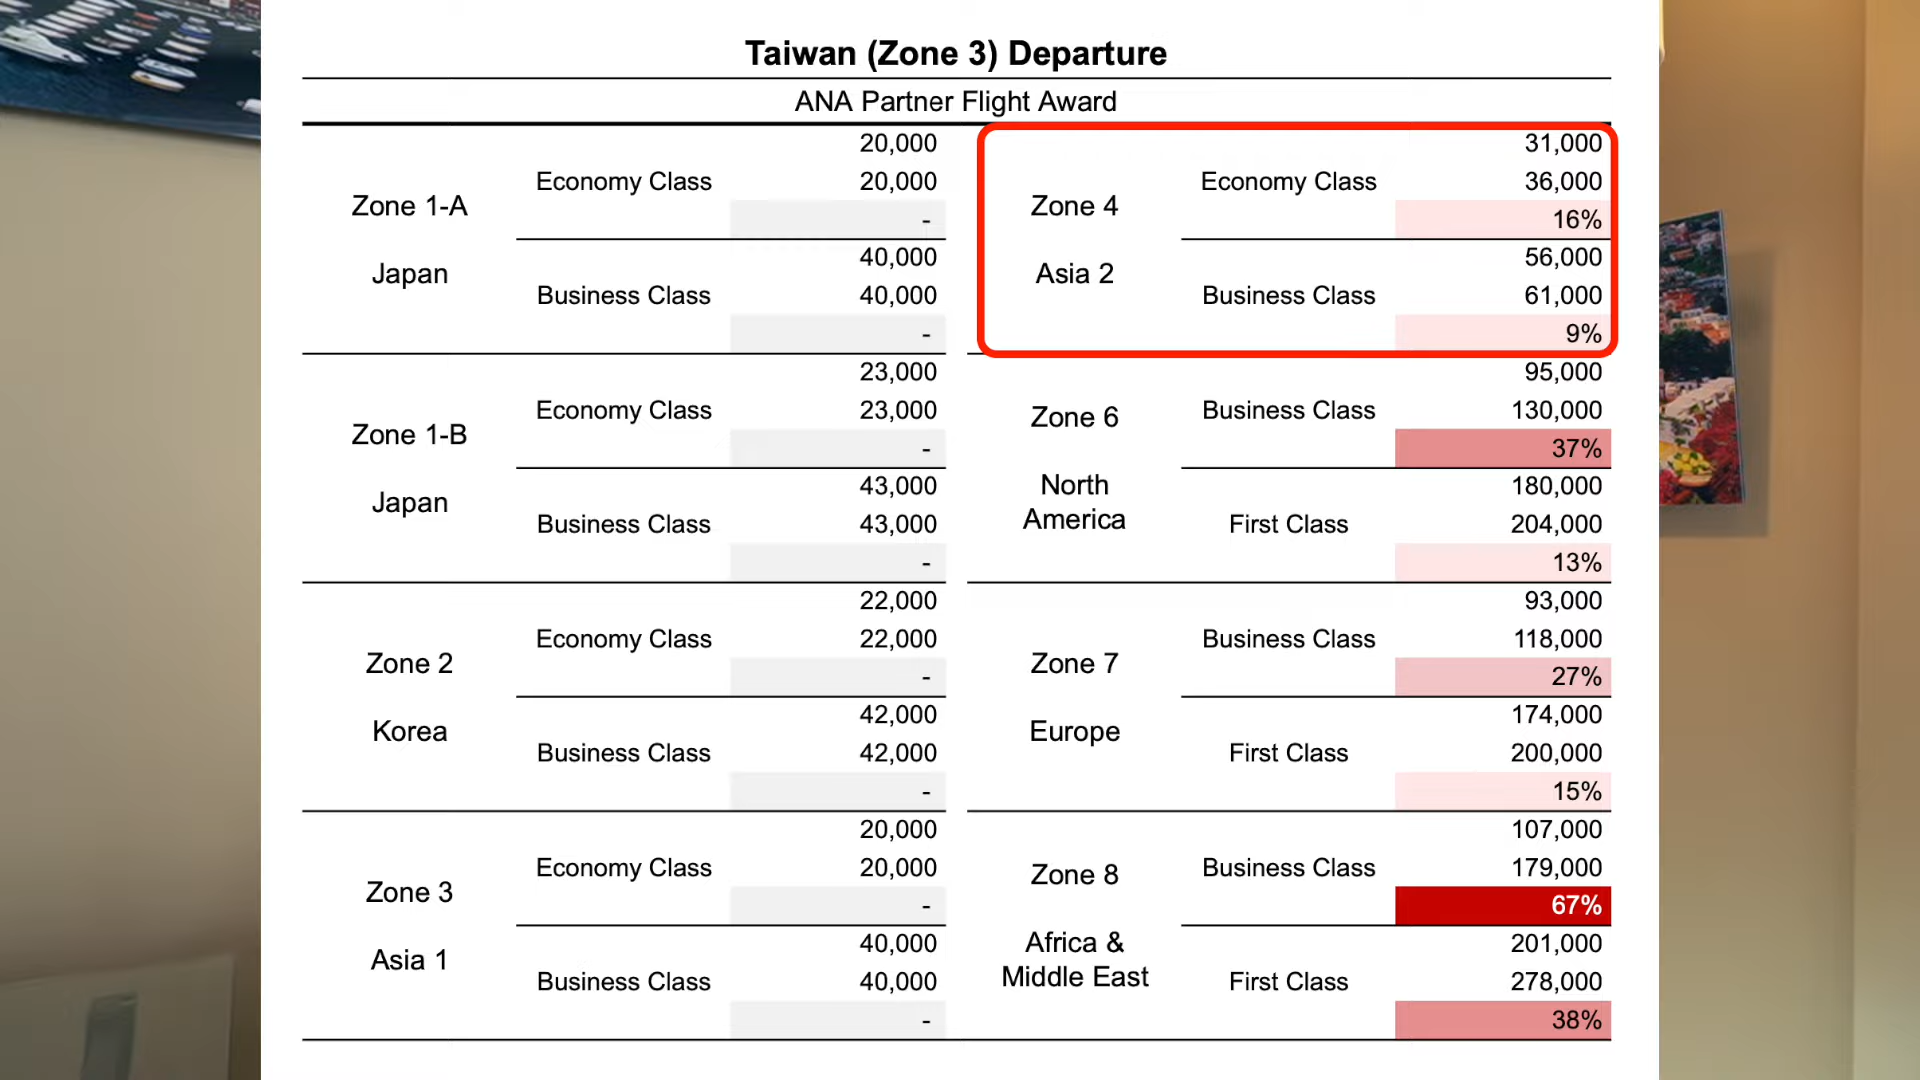 Taiwan (Zone 3) Departure
ANA Partner Flight Award
Zone 1-A
Japan
Economy Class
20,000
20,000
-
Business Class
40,000
40,000
-
Zone 1-B
Japan
Economy Class
23,000
23,000
-
Business Class
43,000
43,000
-
Zone 2
Korea
Economy Class
22,000
22,000
-
Business Class
42,000
42,000
-
Zone 3
Asia 1
Economy Class
20,000
20,000
-
Business Class
40,000
40,000
-
Zone 4
Asia 2
Economy Class
31,000
36,000
16%
Business Class
56,000
61,000
9%
Zone 6
North
America
Business Class
95,000
130,000
37%
First Class
180,000
204,000
13%
Zone 7
Europe
Business Class
93,000
118,000
27%
First Class
174,000
200,000
15%
Zone 8
Africa &
Middle East
Business Class
107,000
179,000
67%
First Class
201,000
278,000
38%